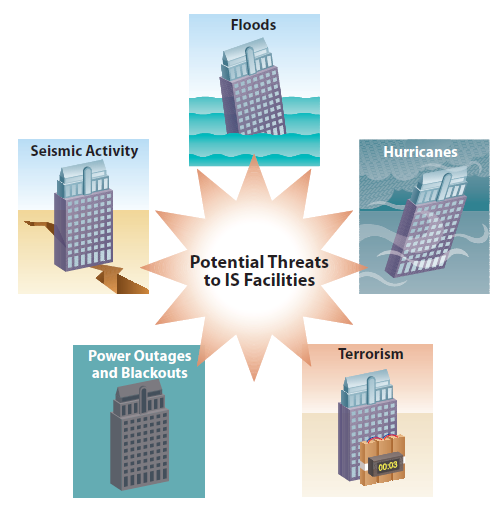 Floods
Seismic Activity
Hurricanes
Potential Threats
to IS Facilities
Power Outages
and Blackouts
Terrorism
00:03